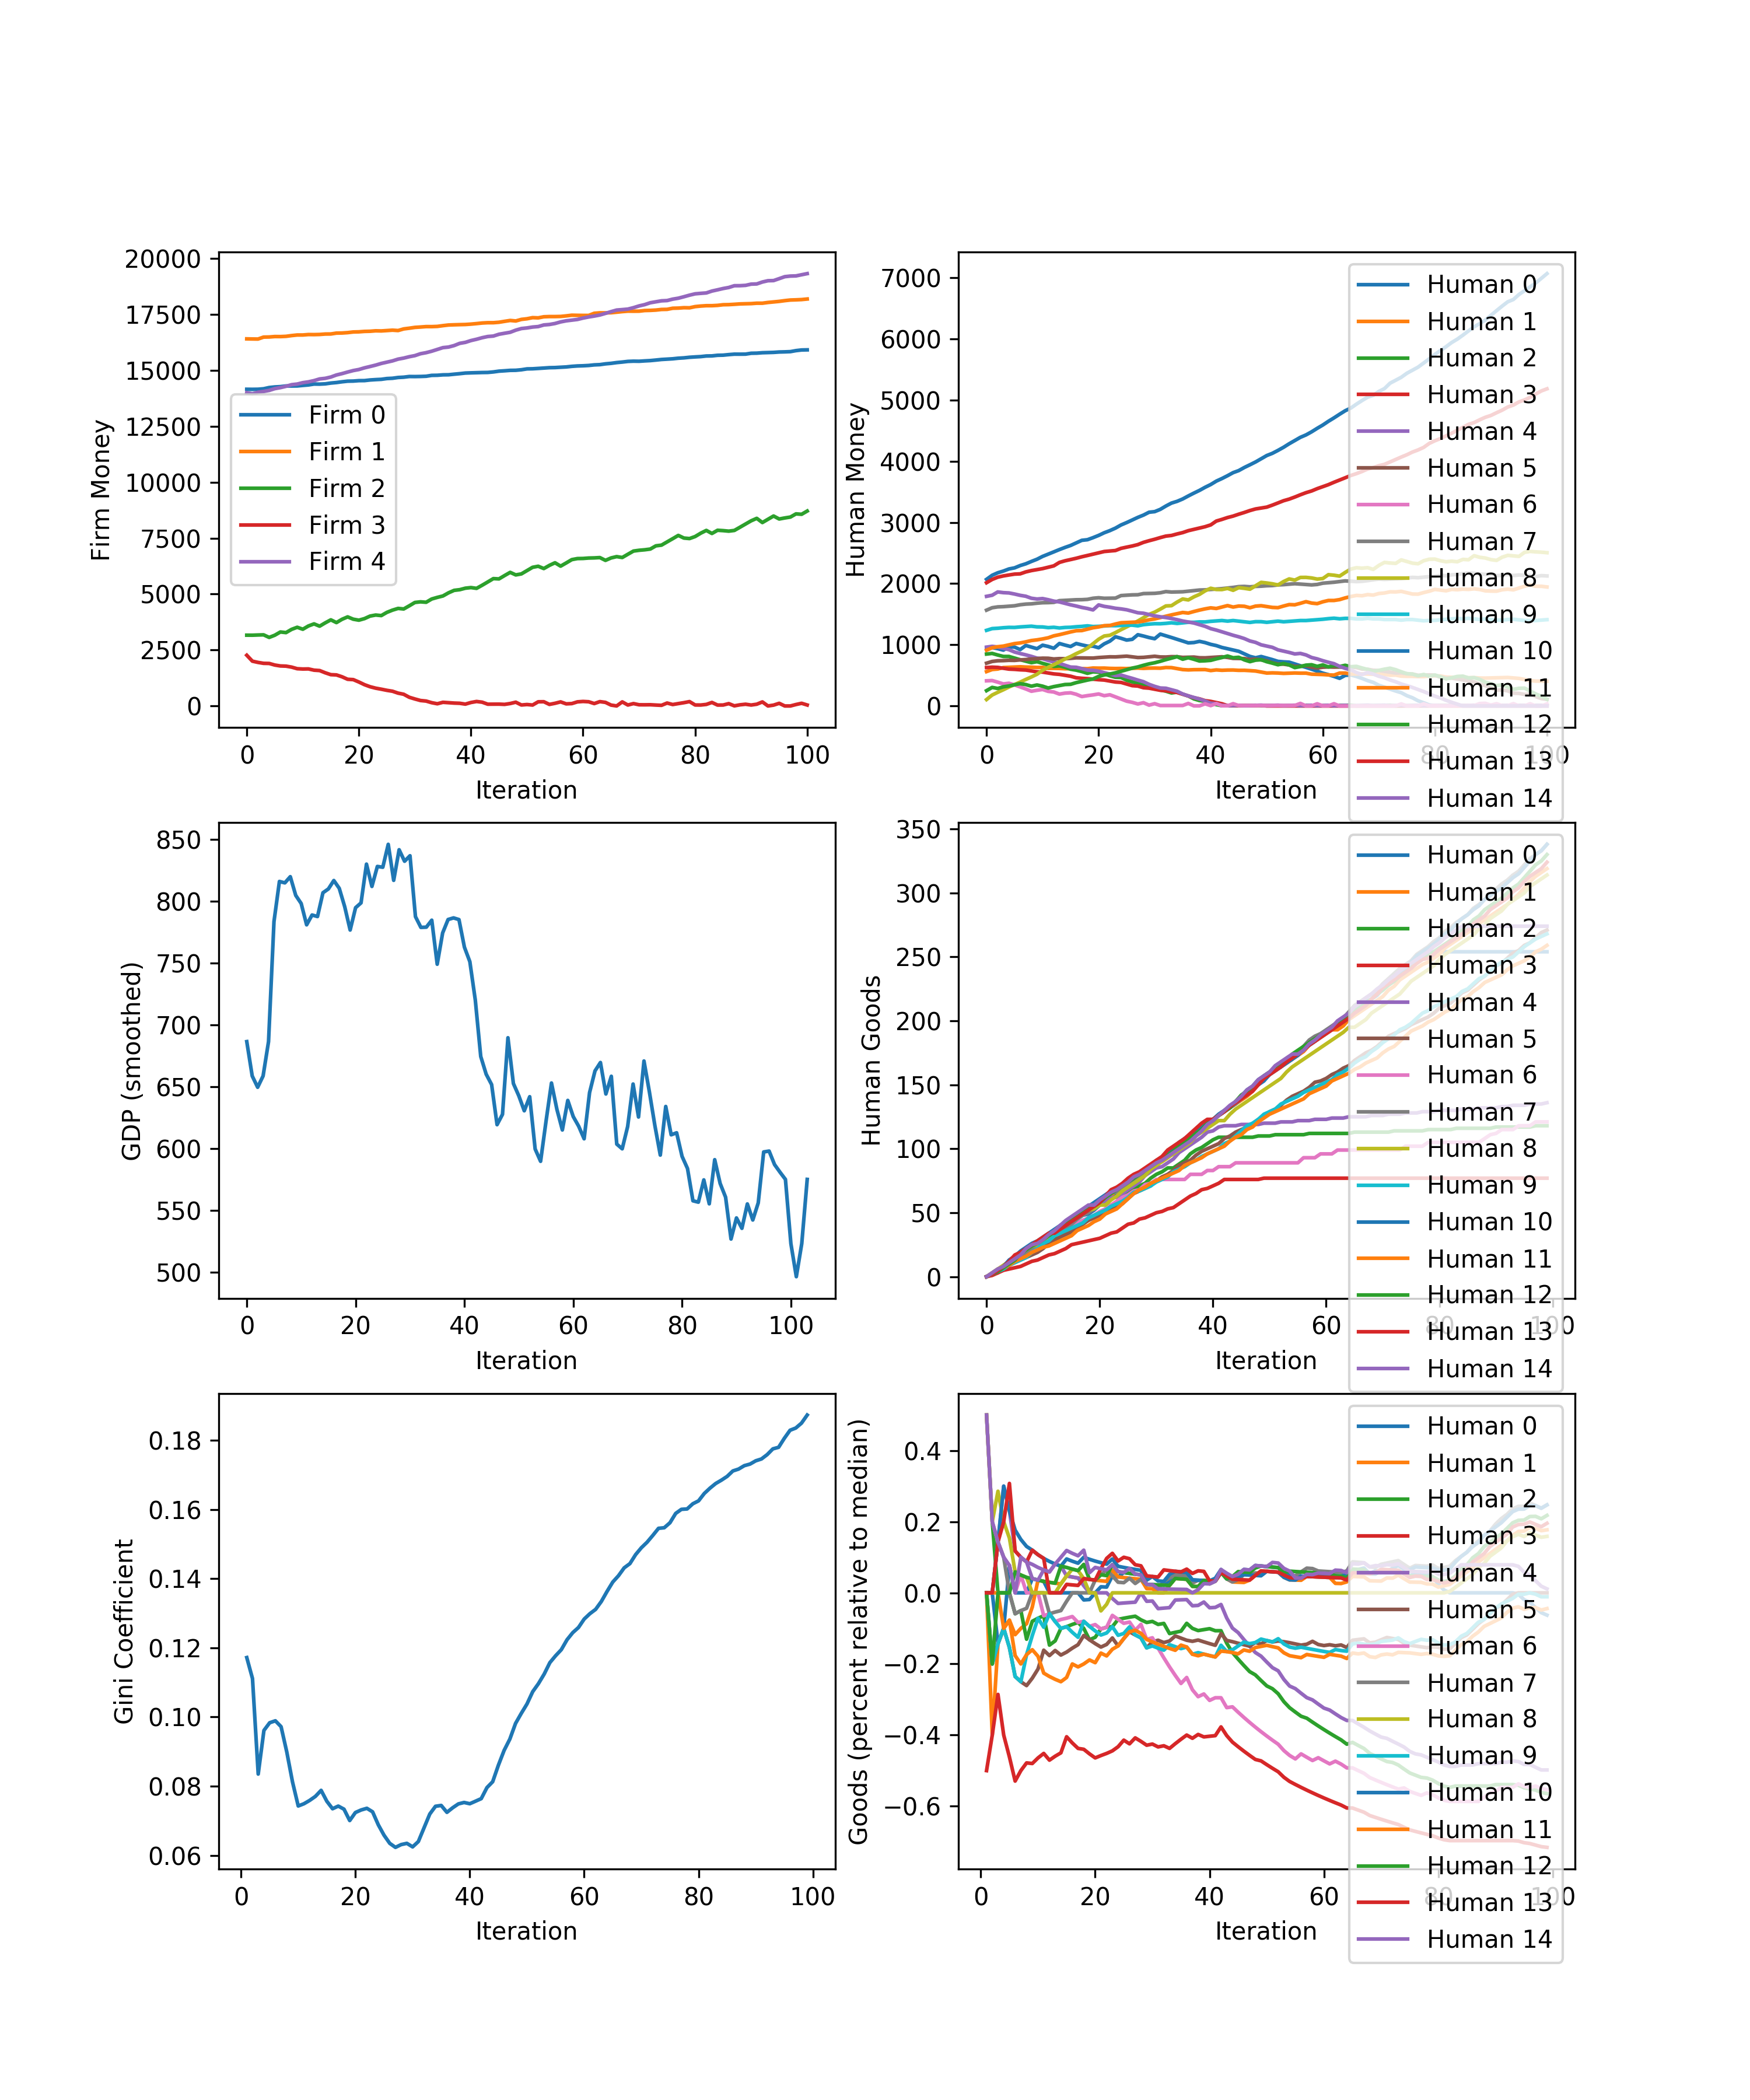 20000
17500
15000
12500
10000
7500
5000
2500
0
Firm Money
Firm 0
Firm 1
Firm 2
Firm 3
Firm 4
0 20 40 60 80 100
Iteration
7000
6000
5000
4000
3000
2000
1000
0
Human Money
Human 0
Human 1
Human 2
Human 3
Human 4
Human 5
Human 6
Human 7
Human 8
Human 9
Human 10
Human 11
Human 12
Human 13
Human 14
0 20 40 60 80 100
Iteration
850
800
750
700
650
600
550
500
GDP (smoothed)
0 20 40 60 80 100
Iteration
350
300
250
200
150
100
50
0
Human Goods
Human 0
Human 1
Human 2
Human 3
Human 4
Human 5
Human 6
Human 7
Human 8
Human 9
Human 10
Human 11
Human 12
Human 13
Human 14
0 20 40 60 80 100
Iteration
0.18
0.16
0.14
0.12
0.10
0.08
0.06
Gini Coefficient
0 20 40 60 80 100
Iteration
0.4
0.2
0.0
−0.2
−0.4
−0.6
Goods (percent relative to median)
Human 0
Human 1
Human 2
Human 3
Human 4
Human 5
Human 6
Human 7
Human 8
Human 9
Human 10
Human 11
Human 12
Human 13
Human 14
0 20 40 60 80 100
Iteration